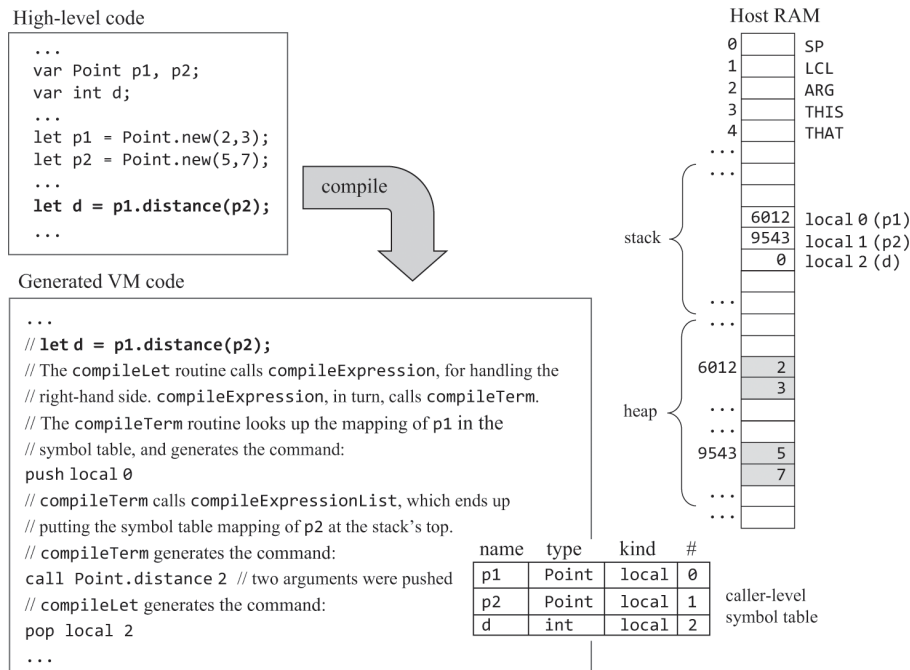 High-level code
...
var Point p1, p2;
var int d;
...
let p1 = Point.new(2,3);
let p2 = Point.new(5,7);
...
let d = p1.distance(p2);
...
compile
Generated VM code
...
// let d = p1.distance(p2);
// The compileLet routine calls compileExpression, for handling the
// right-hand side. compileExpression, in turn, calls compileTerm.
// The compileTerm routine looks up the mapping of p1 in the
// symbol table, and generates the command:
push local 0
// compileTerm calls compileExpressionList, which ends up
// putting the symbol table mapping of p2 at the stack's top.
// compileTerm generates the command:
call Point.distance 2 // two arguments were pushed
// compileLet generates the command:
pop local 2
...
Host RAM
0 SP
1 LCL
2 ARG
3 THIS
4 THAT
...
...
stack
6012 local 0 (p1)
9543 local 1 (p2)
0 local 2 (d)
...
...
heap
6012 2
3
...
...
9543 5
7
...
...
name type kind #
p1 Point local 0
p2 Point local 1
d int local 2
caller-level
symbol table